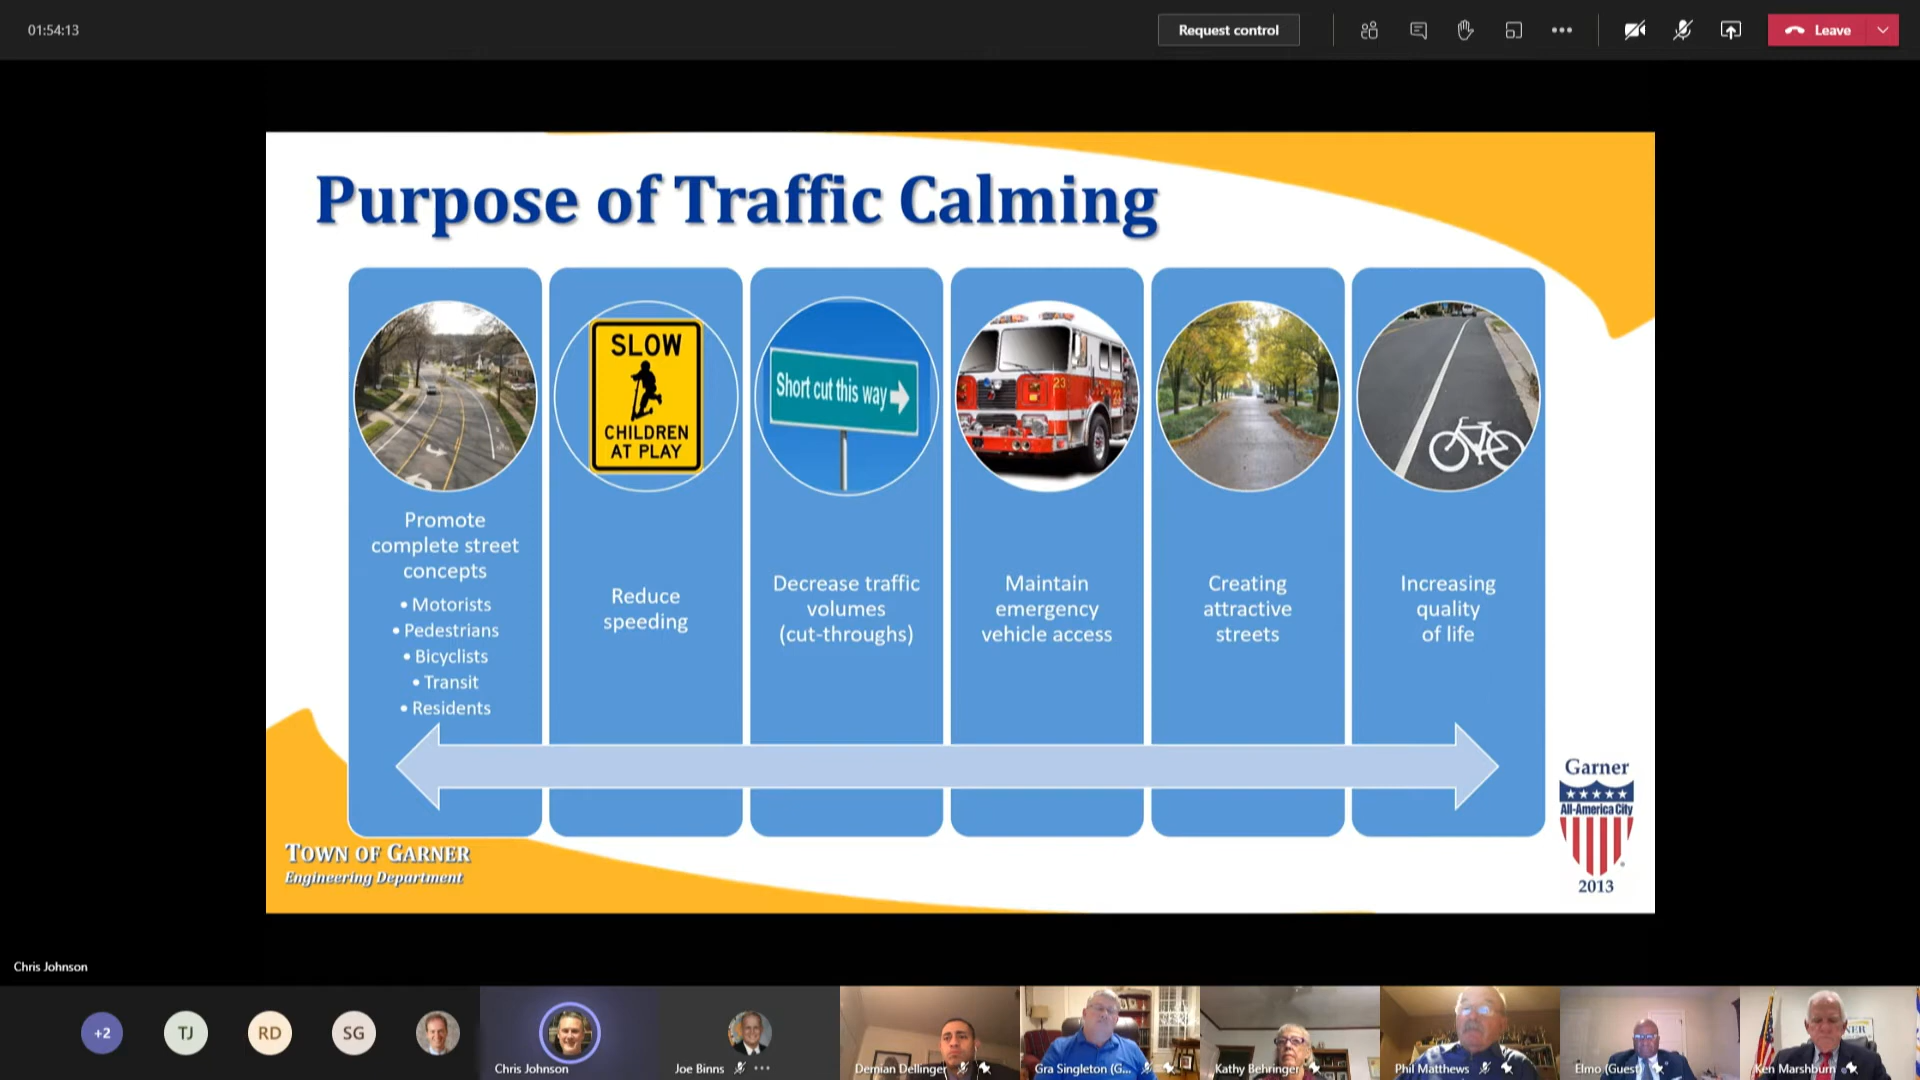 01:54:13
Request control
Leave
Purpose of Traffic Calming
SLOW
CHILDREN
AT PLAY
Short cut this way
23
Promote
complete street
concepts
• Motorists
• Pedestrians
• Bicyclists
• Transit
• Residents
Reduce
speeding
Decrease traffic
volumes
(cut-throughs)
Maintain
emergency
vehicle access
Creating
attractive
streets
Increasing
quality
of life
TOWN OF GARNER
Engineering Department
Garner
All-America City
2013
Chris Johnson
+2
TJ
RD
SG
Chris Johnson
Joe Binns
Demian Dellinger
Gra Singleton (G...
Kathy Behringer
Phil Matthews
Elmo (Guest)
Ken Marshburn